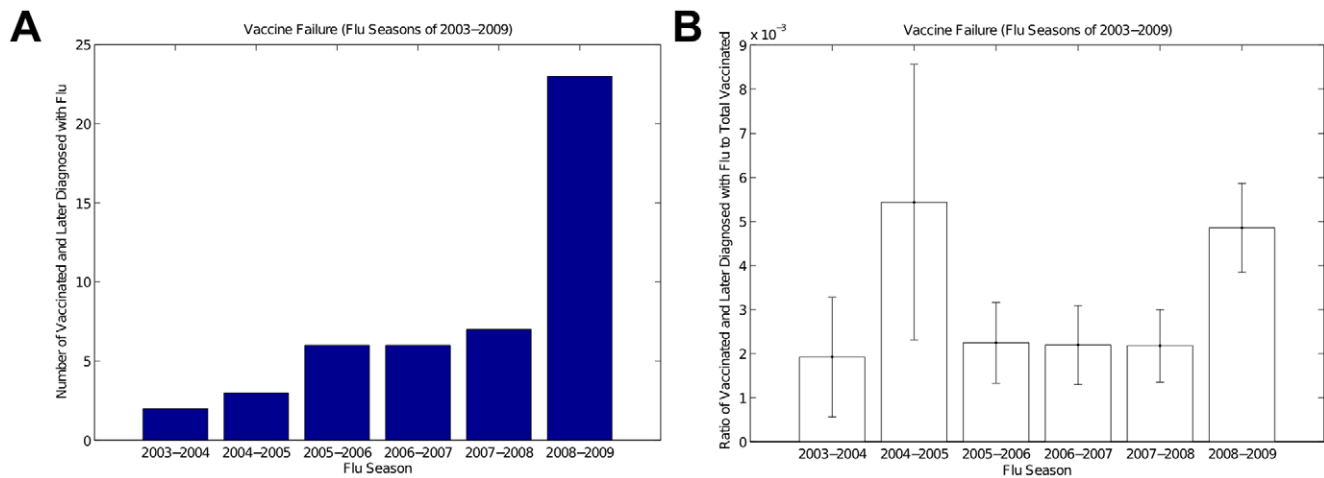 A
Vaccine Failure (Flu Seasons of 2003–2009)
Number of Vaccinated and Later Diagnosed with Flu
25
20
15
10
5
0
2003–2004 2004–2005 2005–2006 2006–2007 2007–2008 2008–2009
Flu Season
B
Vaccine Failure (Flu Seasons of 2003–2009)
x 10⁻³
Ratio of Vaccinated and Later Diagnosed with Flu to Total Vaccinated
9
8
7
6
5
4
3
2
1
0
2003–2004 2004–2005 2005–2006 2006–2007 2007–2008 2008–2009
Flu Season